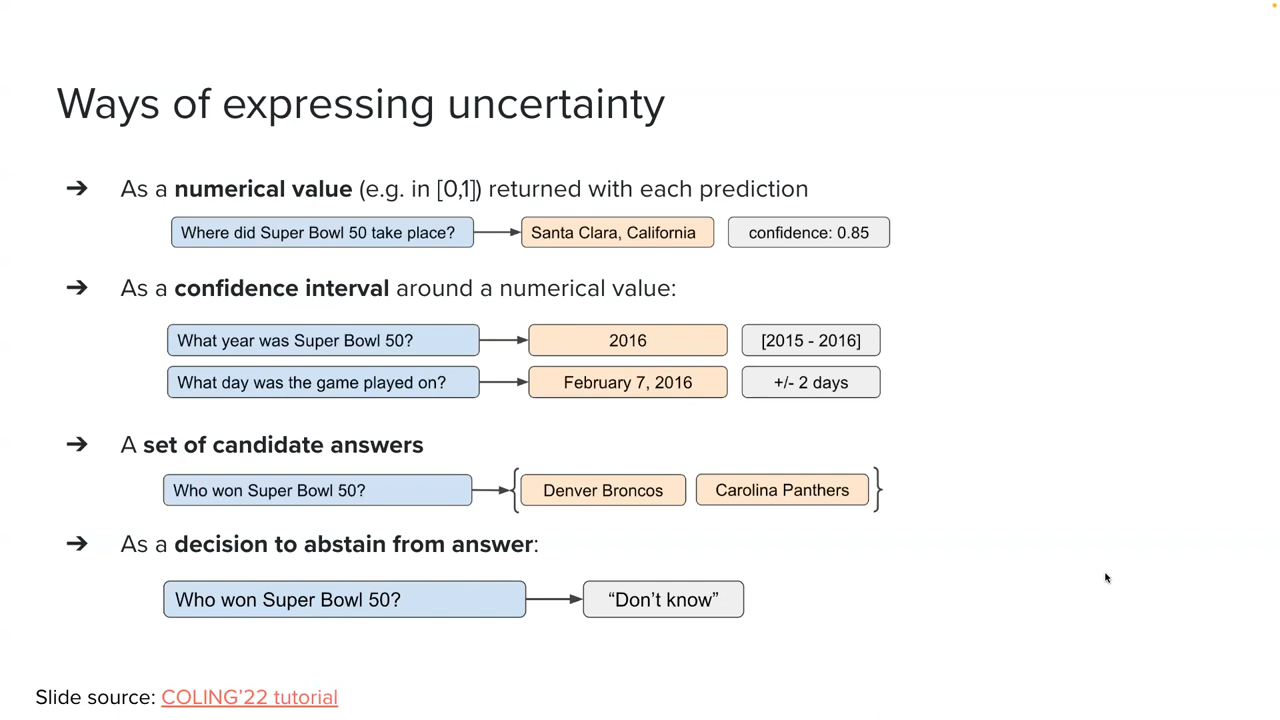 Ways of expressing uncertainty
➔ As a numerical value (e.g. in [0,1]) returned with each prediction
Where did Super Bowl 50 take place? Santa Clara, California confidence: 0.85
➔ As a confidence interval around a numerical value:
What year was Super Bowl 50? 2016 [2015 - 2016]
What day was the game played on? February 7, 2016 +/- 2 days
➔ A set of candidate answers
Who won Super Bowl 50? { Denver Broncos Carolina Panthers }
➔ As a decision to abstain from answer:
Who won Super Bowl 50? “Don’t know”
Slide source: COLING’22 tutorial